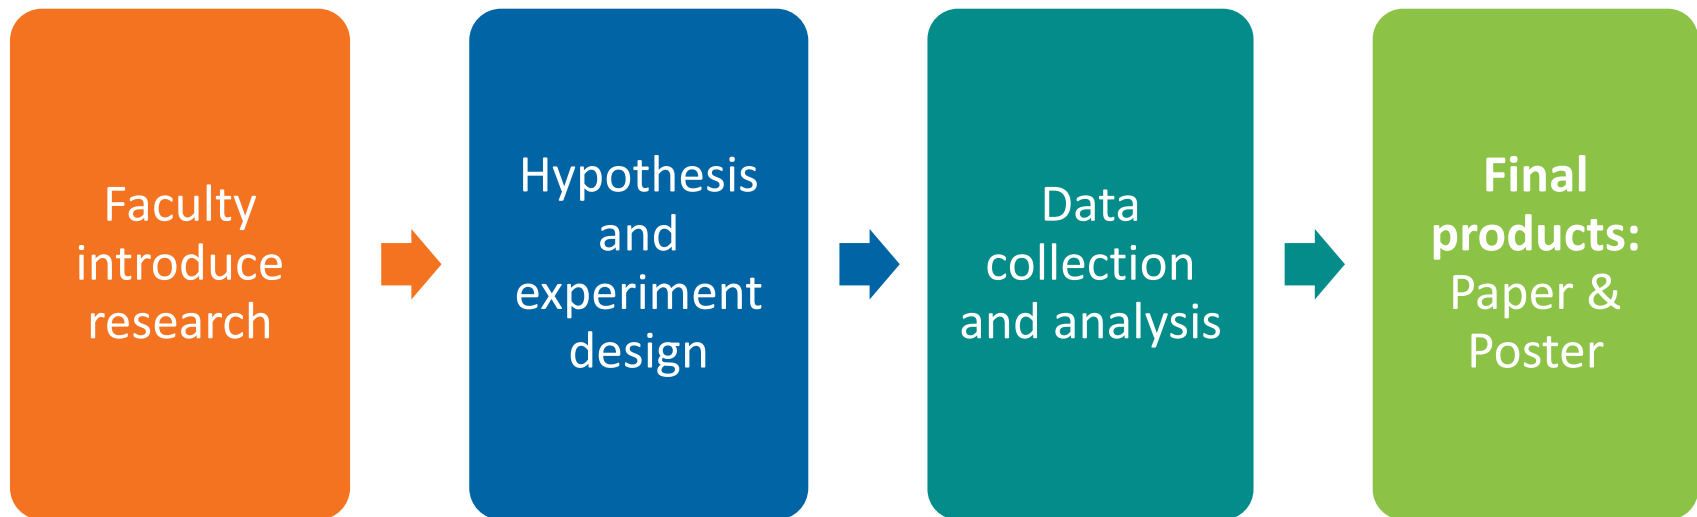 Faculty
introduce
research
Hypothesis
and
experiment
design
Data
collection
and analysis
Final
products:
Paper &
Poster